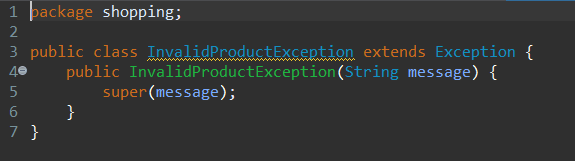 1 package shopping;
2
3 public class InvalidProductException extends Exception {
4     public InvalidProductException(String message) {
5         super(message);
6     }
7 }